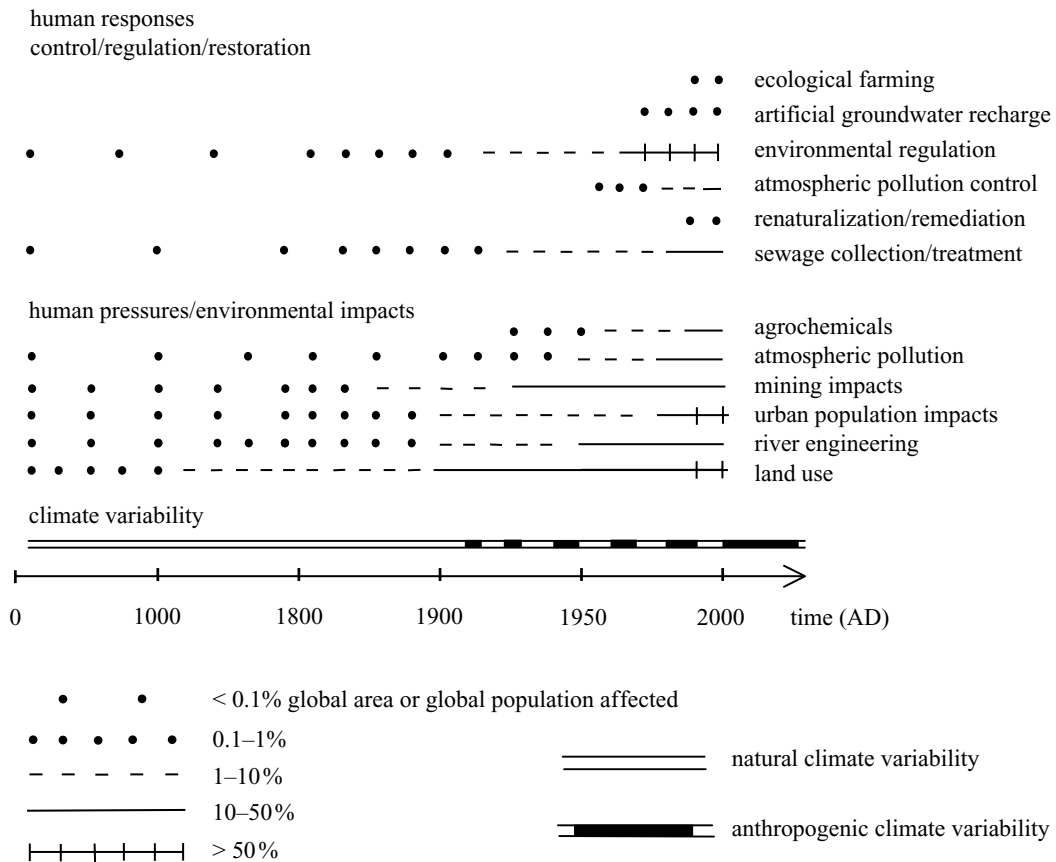 human responses
control/regulation/restoration
ecological farming
artificial groundwater recharge
environmental regulation
atmospheric pollution control
renaturalization/remediation
sewage collection/treatment
human pressures/environmental impacts
agrochemicals
atmospheric pollution
mining impacts
urban population impacts
river engineering
land use
climate variability
0 1000 1800 1900 1950 2000 time (AD)
< 0.1% global area or global population affected
0.1–1%
1–10%
10–50%
> 50%
natural climate variability
anthropogenic climate variability